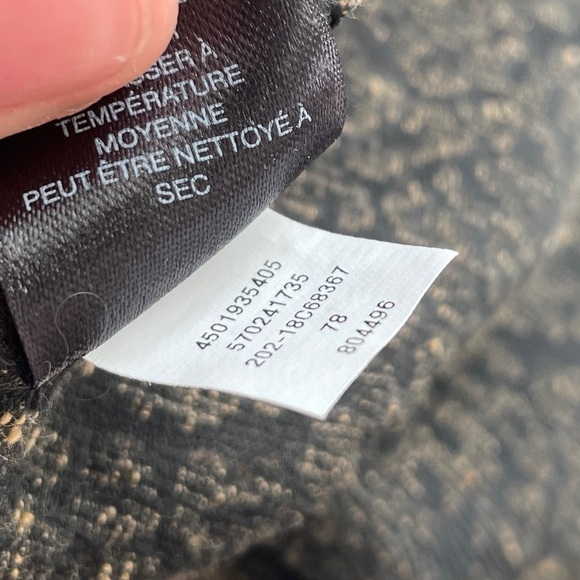 À
TEMPÉRATURE
MOYENNE
PEUT ÊTRE NETTOYÉ À
SEC
4501935405
570241735
202-18C68367
78
804496